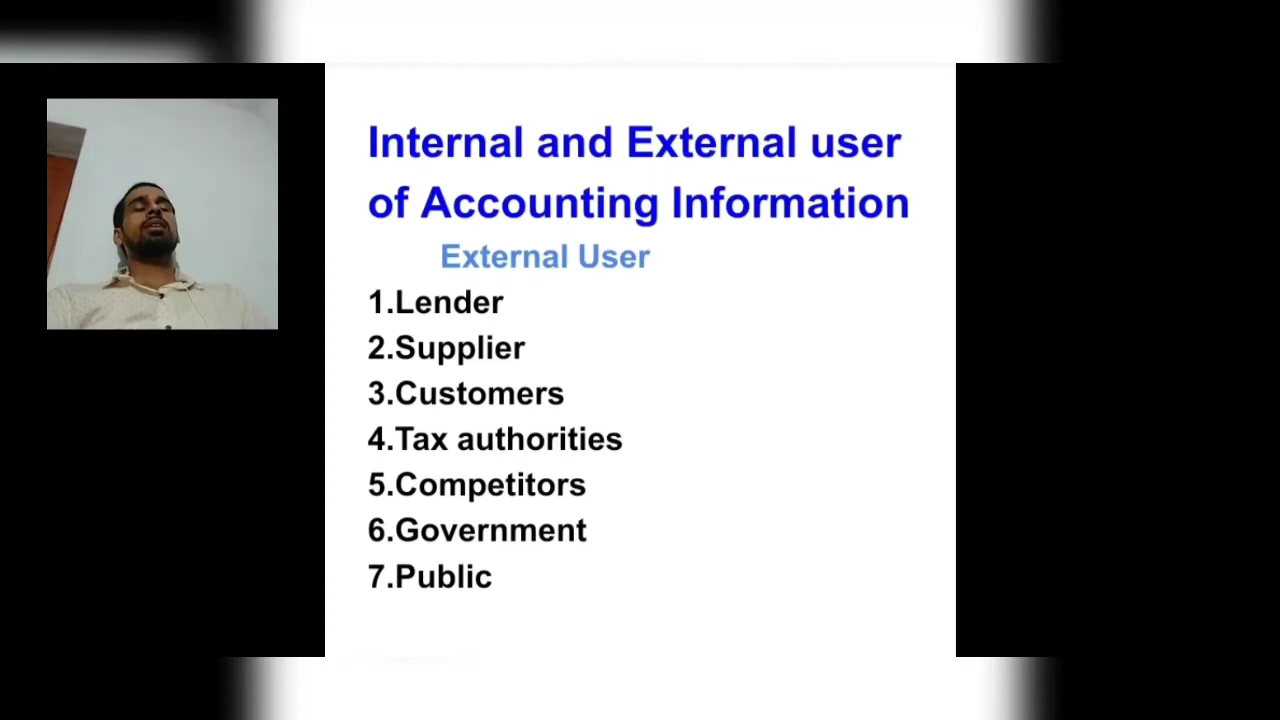 Internal and External user
of Accounting Information
External User
1.Lender
2.Supplier
3.Customers
4.Tax authorities
5.Competitors
6.Government
7.Public